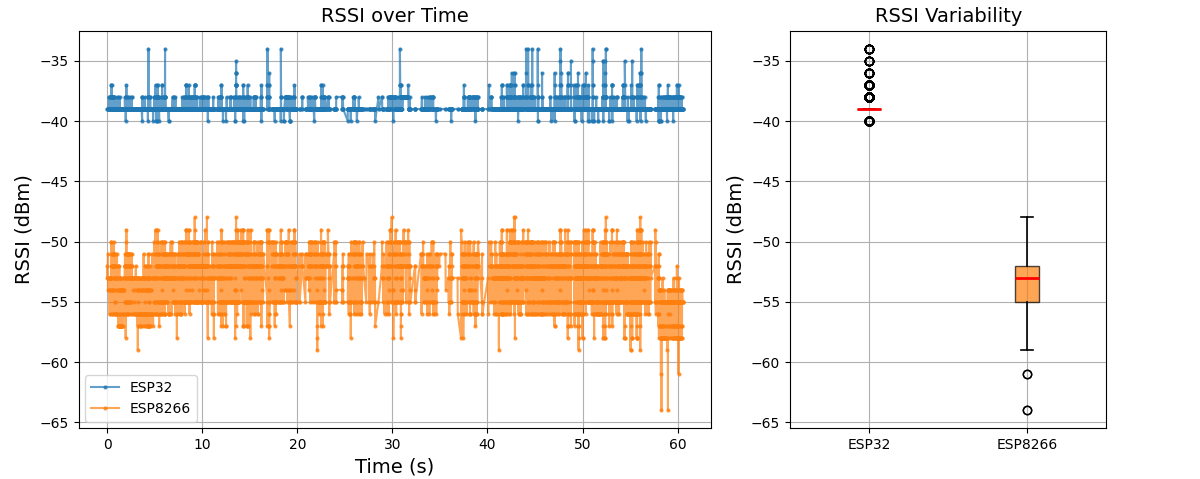 RSSI over Time
RSSI (dBm)
−35
−40
−45
−50
−55
−60
−65
ESP32
ESP8266
0 10 20 30 40 50 60
Time (s)
RSSI Variability
RSSI (dBm)
−35
−40
−45
−50
−55
−60
−65
ESP32 ESP8266